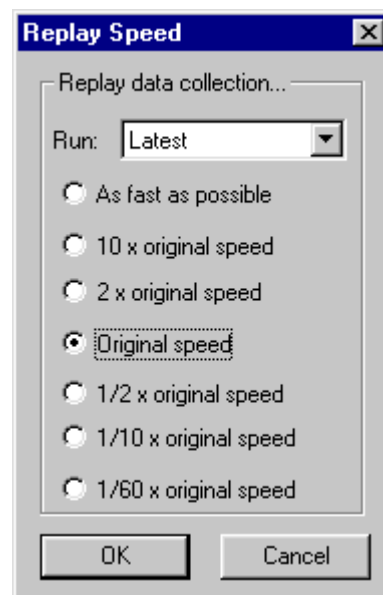 Replay Speed
Replay data collection...
Run: Latest
As fast as possible
10 x original speed
2 x original speed
Original speed
1/2 x original speed
1/10 x original speed
1/60 x original speed
OK Cancel